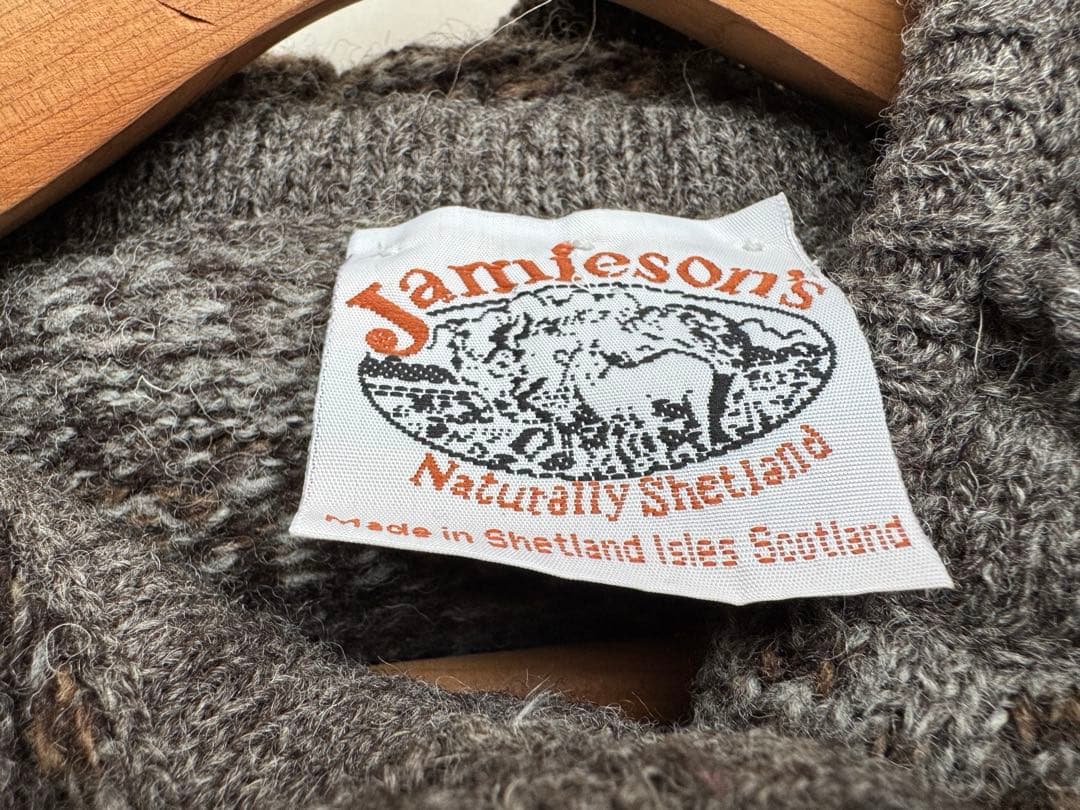 Jamieson's
Naturally Shetland
Made in Shetland Isles Scotland